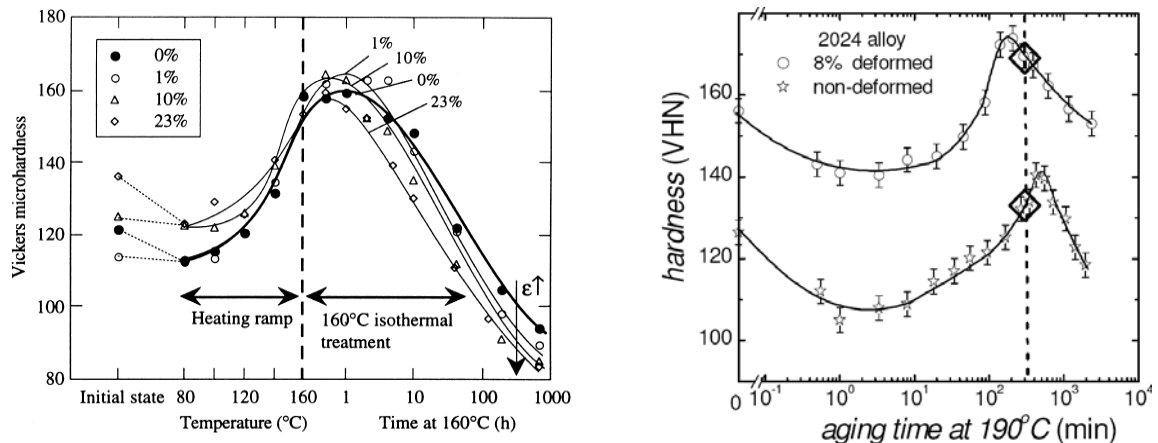 180
160
140
120
100
80
Vickers microhardness
0%
1%
10%
23%
1%
10%
0%
23%
ε↑
Heating ramp
160°C isothermal
treatment
Initial state 80 120 160 1 10 100 1000
Temperature (°C) Time at 160°C (h)
160
140
120
100
hardness (VHN)
2024 alloy
8% deformed
non-deformed
0 10⁻¹ 10⁰ 10¹ 10² 10³ 10⁴
aging time at 190°C (min)